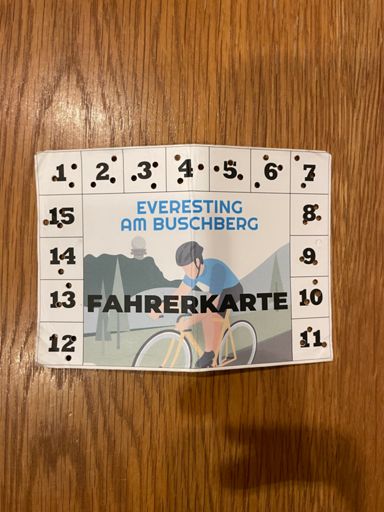 1 2 3 4 5 6 7
EVERESTING
AM BUSCHBERG
15 8
14 9
FAHRERKARTE
13 10
12 11